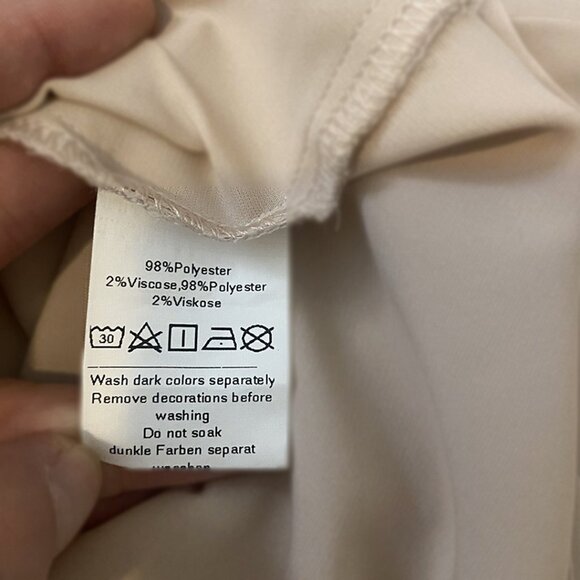 98%Polyester
2%Viscose,98%Polyester
2%Viskose
30
Wash dark colors separately
Remove decorations before
washing
Do not soak
dunkle Farben separat
waschen